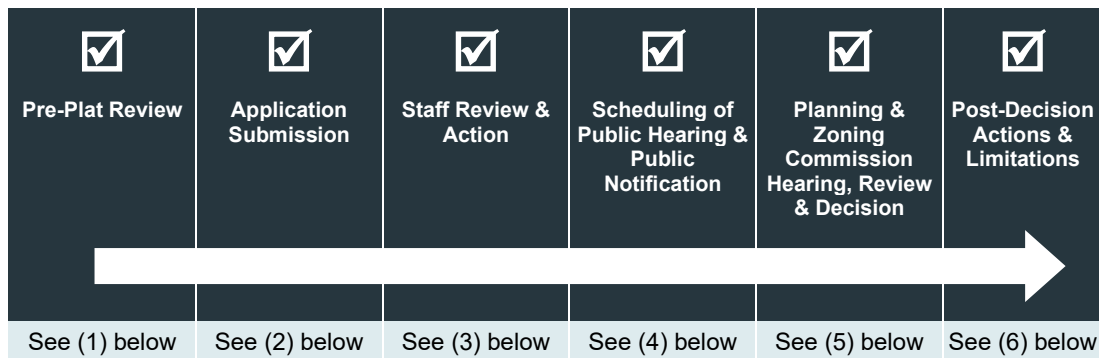 Pre-Plat Review
Application
Submission
Staff Review &
Action
Scheduling of
Public Hearing &
Public
Notification
Planning &
Zoning
Commission
Hearing, Review
& Decision
Post-Decision
Actions &
Limitations
See (1) below
See (2) below
See (3) below
See (4) below
See (5) below
See (6) below